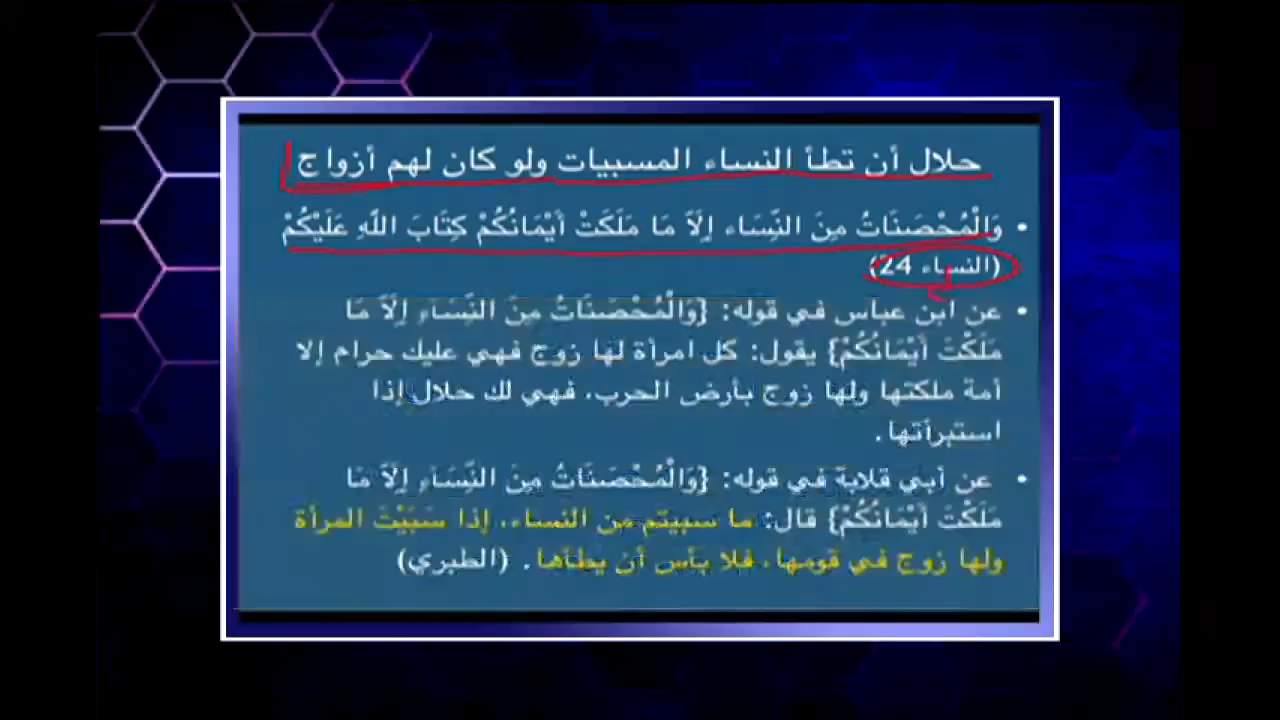 حلال أن تطأ النساء المسبيات ولو كان لهم أزواج
• وَالْمُحْصَنَاتُ مِنَ النِّسَاء إِلاَّ مَا مَلَكَتْ أَيْمَانُكُمْ كِتَابَ اللّهِ عَلَيْكُمْ
(النساء 24)
• عن ابن عباس في قوله: {وَالْمُحْصَنَاتُ مِنَ النِّسَاءِ إِلاَّ مَا
مَلَكَتْ أَيْمَانُكُمْ} يقول: كل امرأة لها زوج فهي عليك حرام إلا
أمة ملكتها ولها زوج بأرض الحرب، فهي لك حلال إذا
استبرأتها.
• عن أبي قلابة في قوله: {وَالْمُحْصَنَاتُ مِنَ النِّسَاءِ إِلاَّ مَا
مَلَكَتْ أَيْمَانُكُمْ} قال: ما سبيتم من النساء، إذا سَبَيْتَ المرأة
ولها زوج في قومها، فلا بأس أن يطأها. (الطبري)